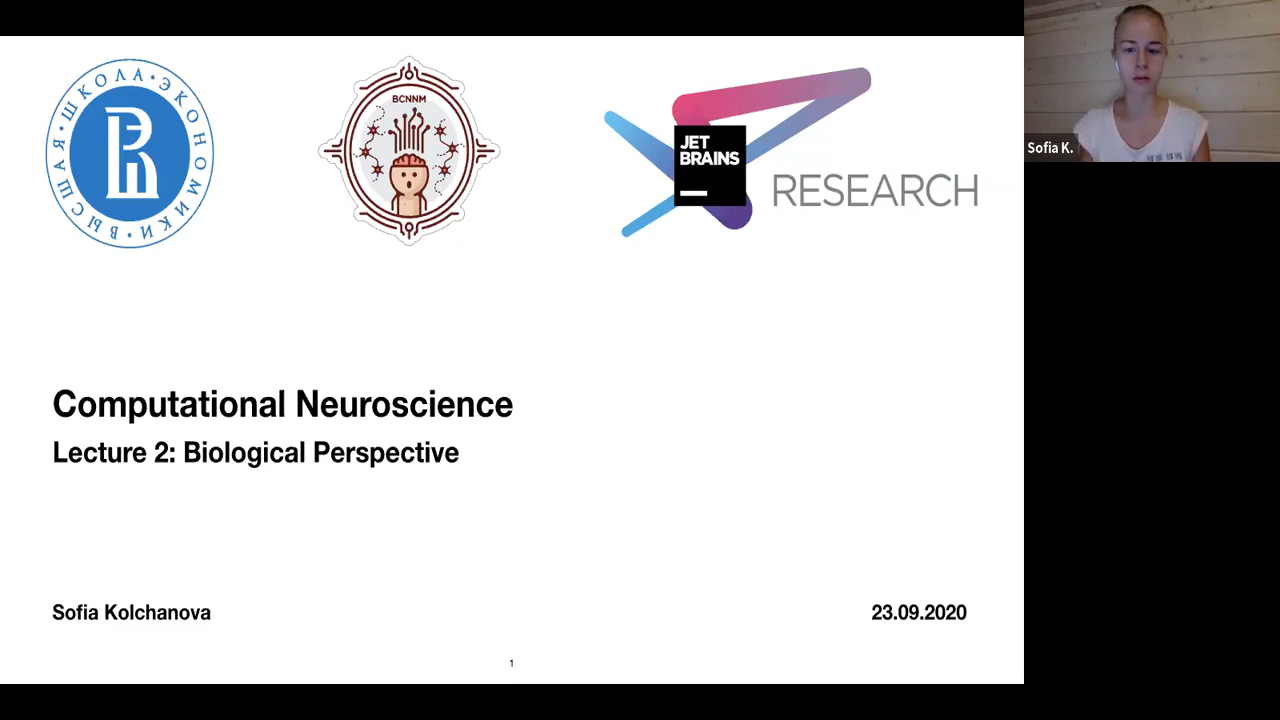 ВЫСШАЯ • ШКОЛА • ЭКОНОМИКИ •
BCNNM
JET
BRAINS
RESEARCH
Sofia K.
Computational Neuroscience
Lecture 2: Biological Perspective
Sofia Kolchanova
23.09.2020
1